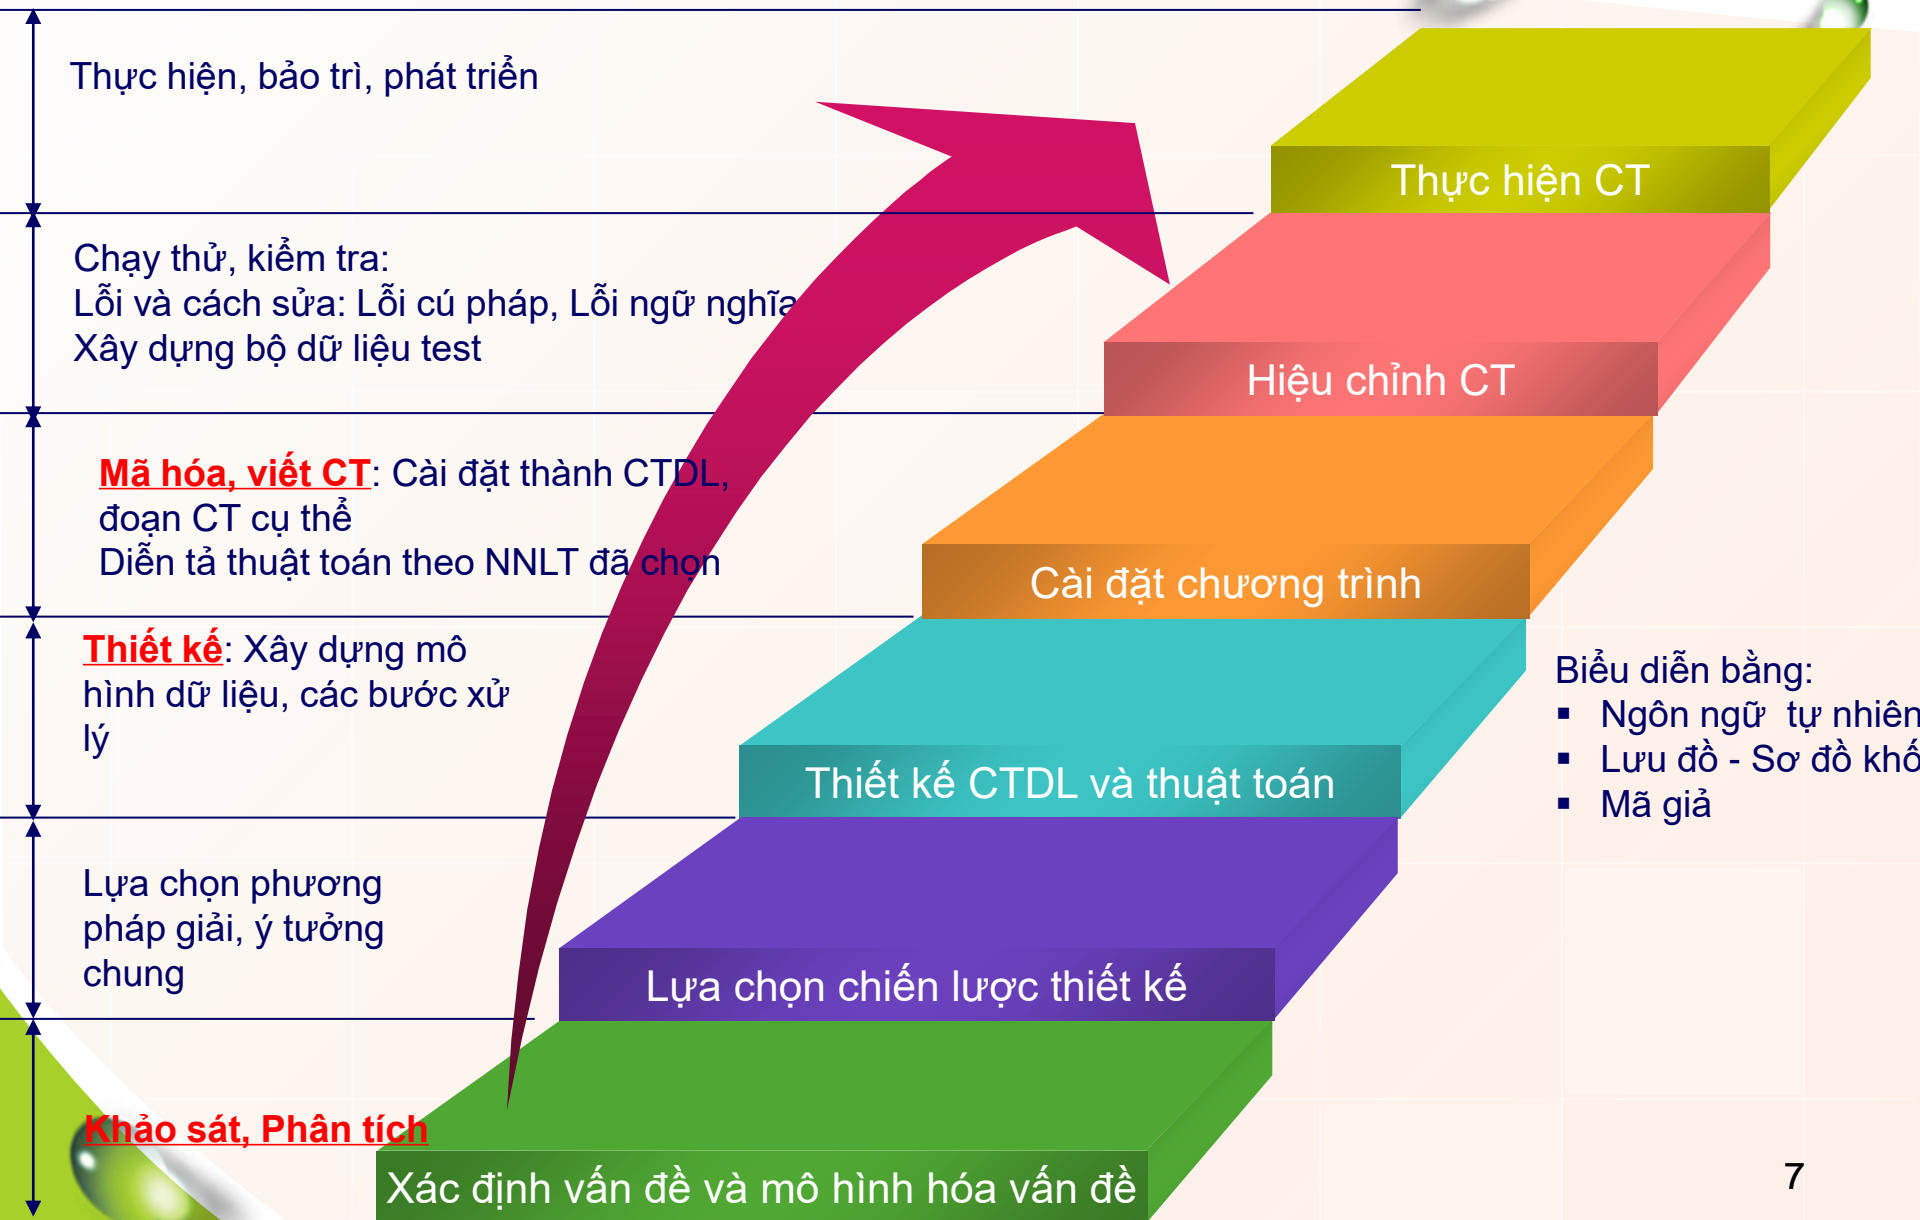 Thực hiện, bảo trì, phát triển
Thực hiện CT
Chạy thử, kiểm tra:
Lỗi và cách sửa: Lỗi cú pháp, Lỗi ngữ nghĩa
Xây dựng bộ dữ liệu test
Hiệu chỉnh CT
Mã hóa, viết CT: Cài đặt thành CTDL,
đoạn CT cụ thể
Diễn tả thuật toán theo NNLT đã chọn
Cài đặt chương trình
Thiết kế: Xây dựng mô
hình dữ liệu, các bước xử
lý
Thiết kế CTDL và thuật toán
Biểu diễn bằng:
▪ Ngôn ngữ tự nhiên
▪ Lưu đồ - Sơ đồ khố
▪ Mã giả
Lựa chọn phương
pháp giải, ý tưởng
chung
Lựa chọn chiến lược thiết kế
Khảo sát, Phân tích
Xác định vấn đề và mô hình hóa vấn đề
7